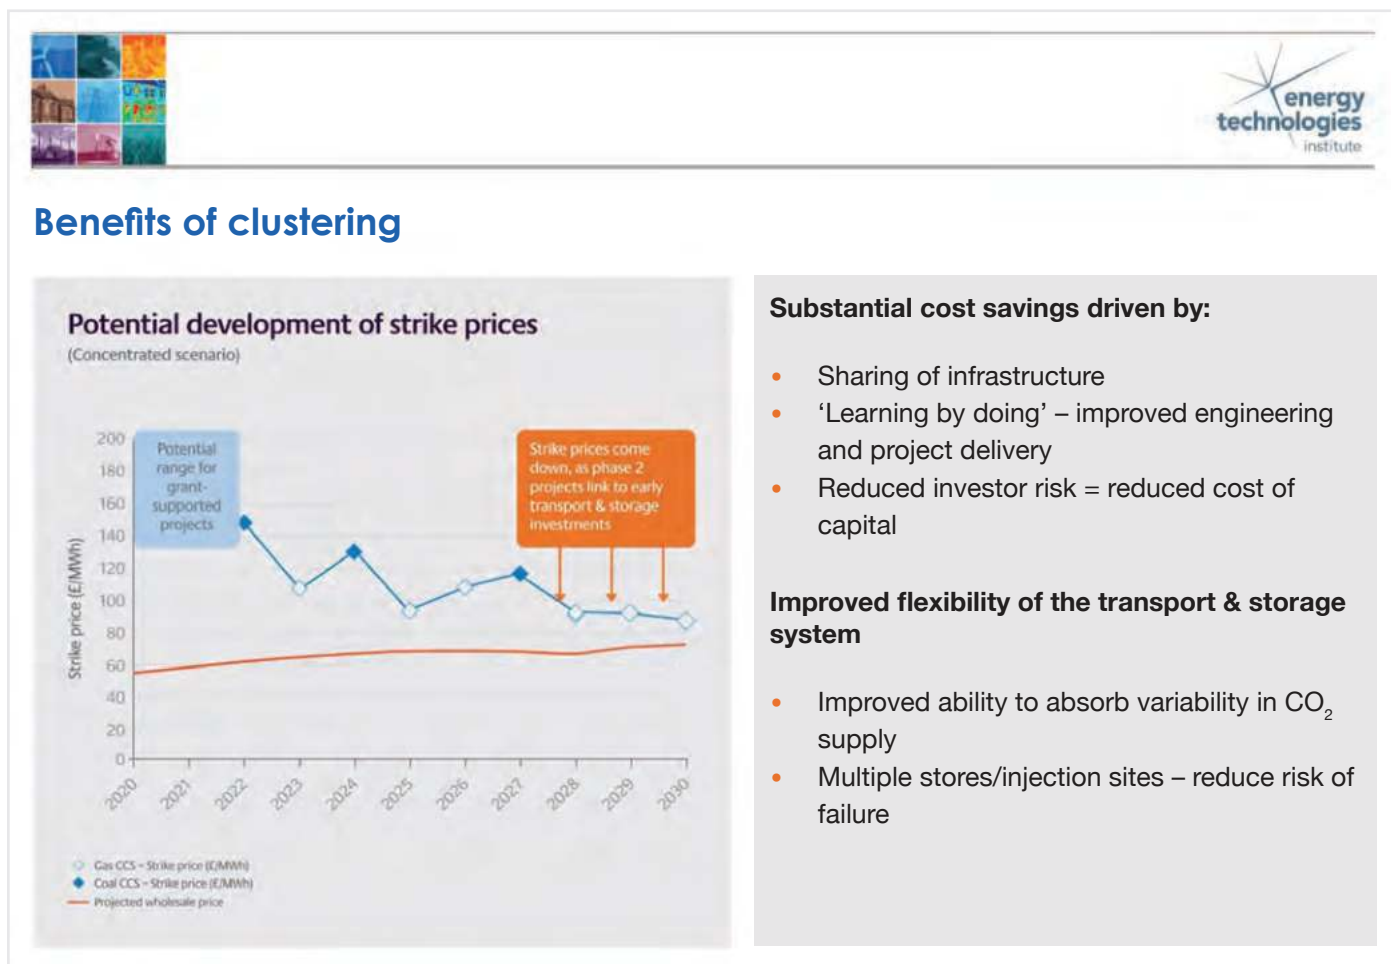 energy
technologies
institute
Benefits of clustering
Potential development of strike prices
(Concentrated scenario)
Strike price (£/MWh)
200
180
160
140
120
100
80
60
40
20
0
Potential
range for
grant-
supported
projects
Strike prices come
down, as phase 2
projects link to early
transport & storage
investments
2020
2021
2022
2023
2024
2025
2026
2027
2028
2029
2030
Gas CCS – Strike price (£/MWh)
Coal CCS – Strike price (£/MWh)
Projected wholesale price
Substantial cost savings driven by:
• Sharing of infrastructure
• ‘Learning by doing’ – improved engineering
and project delivery
• Reduced investor risk = reduced cost of
capital
Improved flexibility of the transport & storage
system
• Improved ability to absorb variability in CO₂
supply
• Multiple stores/injection sites – reduce risk of
failure